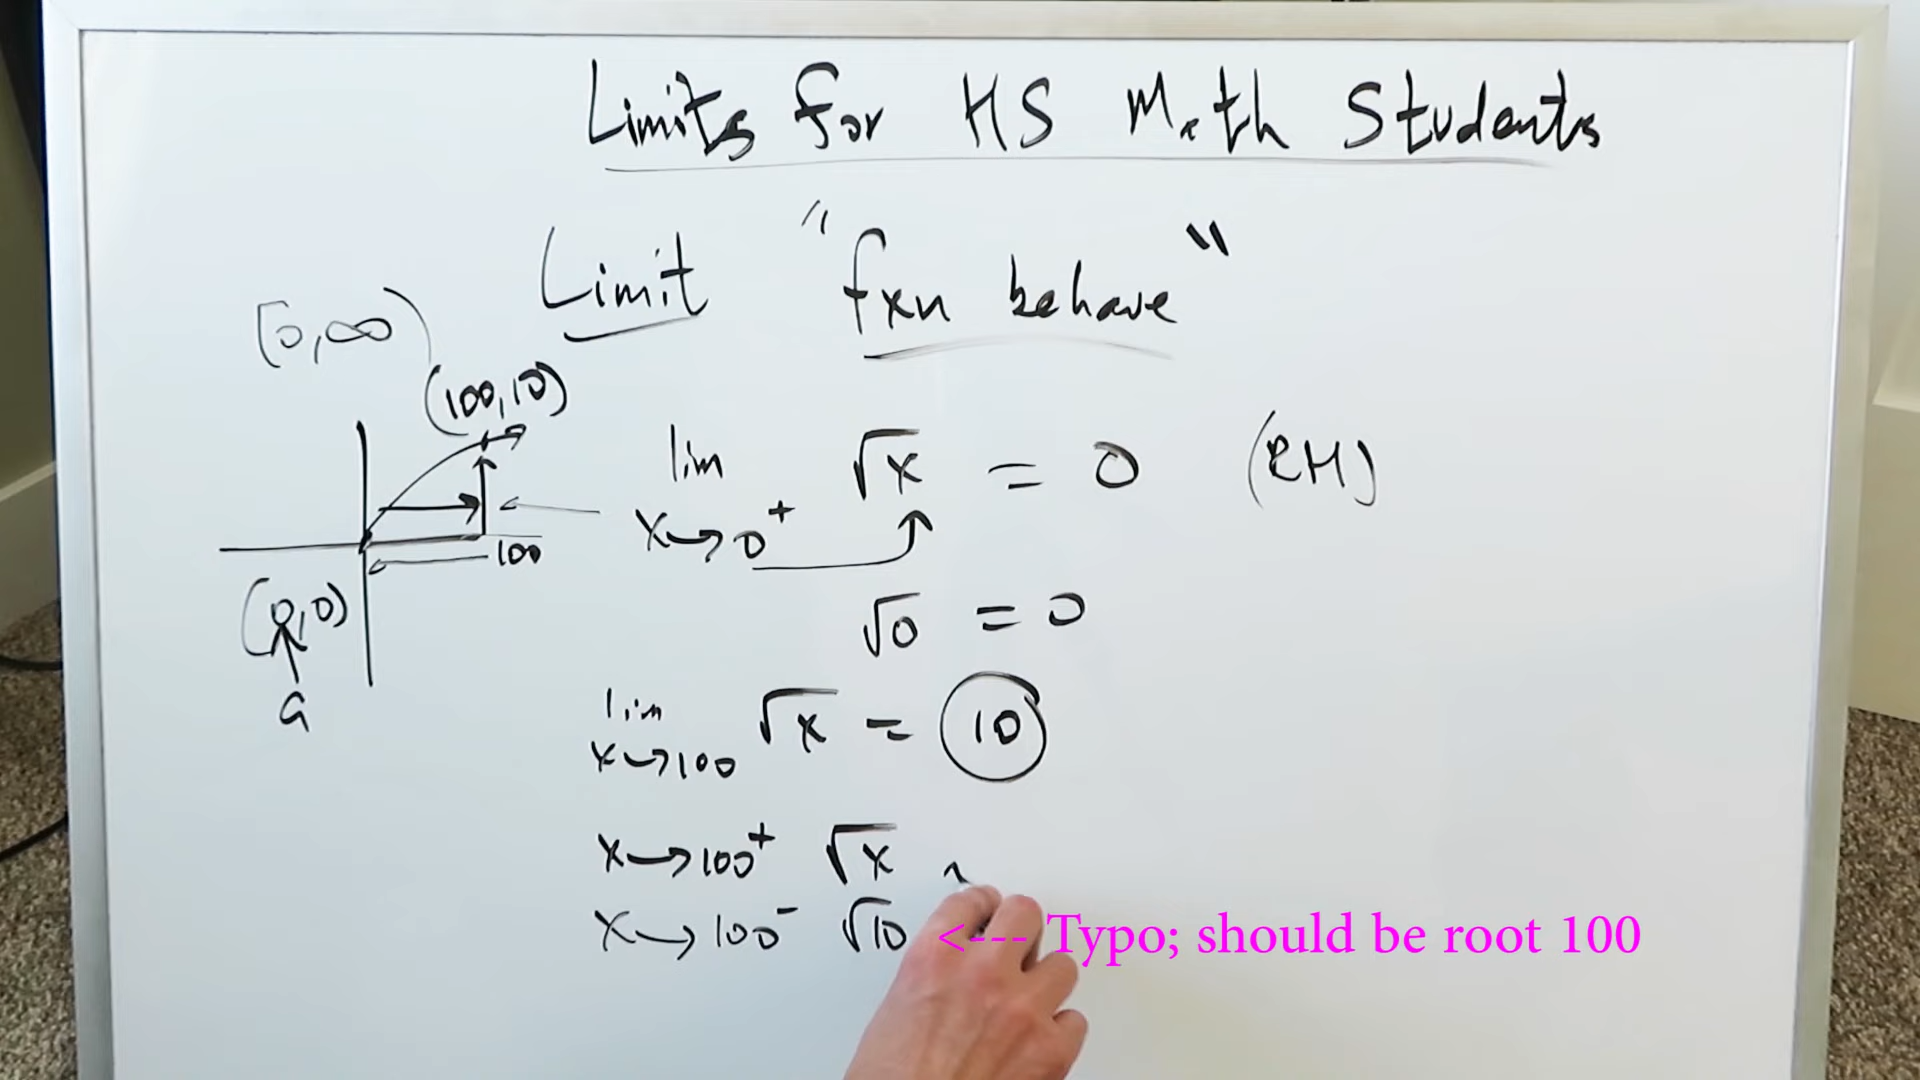 Limits for HS Math Students
Limit "fxn behave"
[0,∞)
(100,10)
lim √x = 0 (RH)
x→0⁺
100
(0,0)
√0 = 0
G
lim √x = 10
x→100
x→100⁺ √x
x→100⁻ √10 <--- Typo; should be root 100